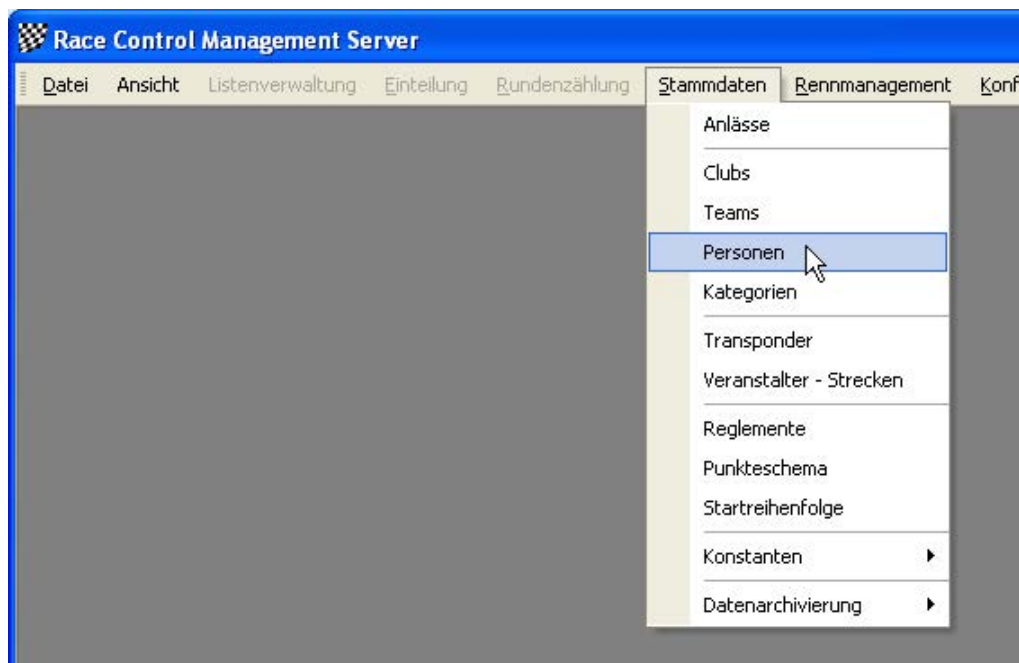 Race Control Management Server
Datei Ansicht Listenverwaltung Einteilung Rundenzählung Stammdaten Rennmanagement Konf
Anlässe
Clubs
Teams
Personen
Kategorien
Transponder
Veranstalter - Strecken
Reglemente
Punkteschema
Startreihenfolge
Konstanten
Datenarchivierung